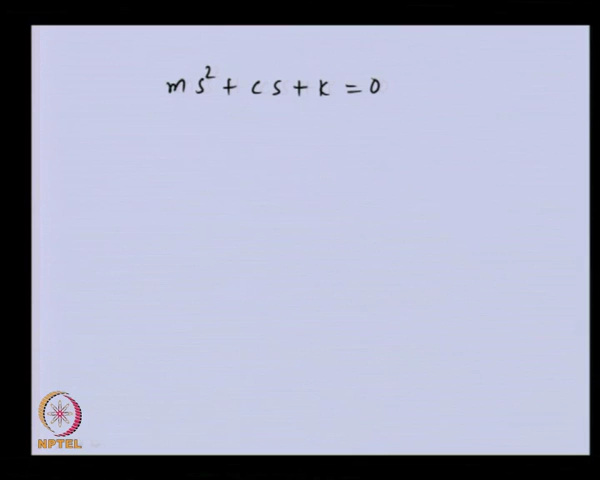 ms² + cs + k = 0
NPTEL